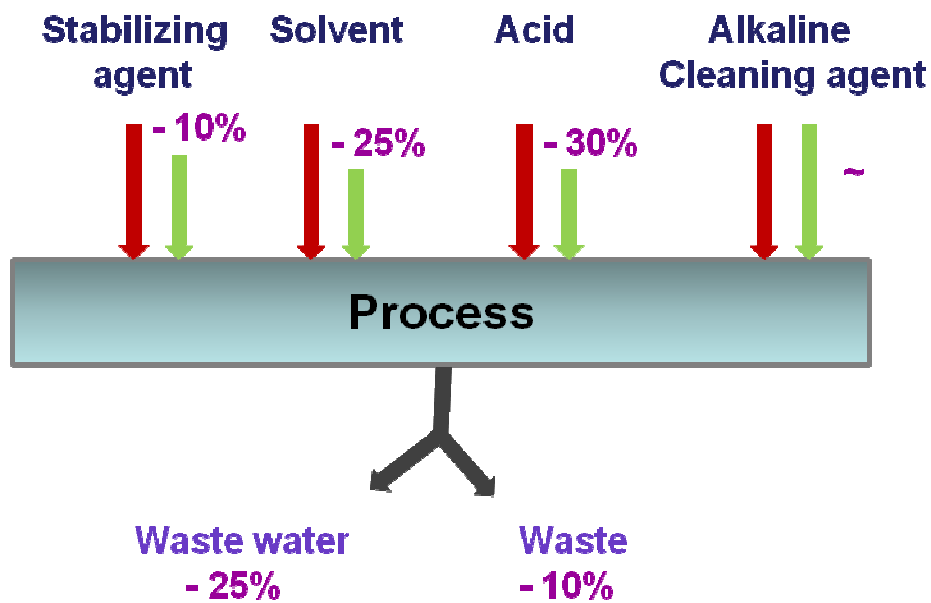 Stabilizing agent
Solvent
Acid
Alkaline
Cleaning agent
- 10%
- 25%
- 30%
~
Process
Waste water
- 25%
Waste
- 10%